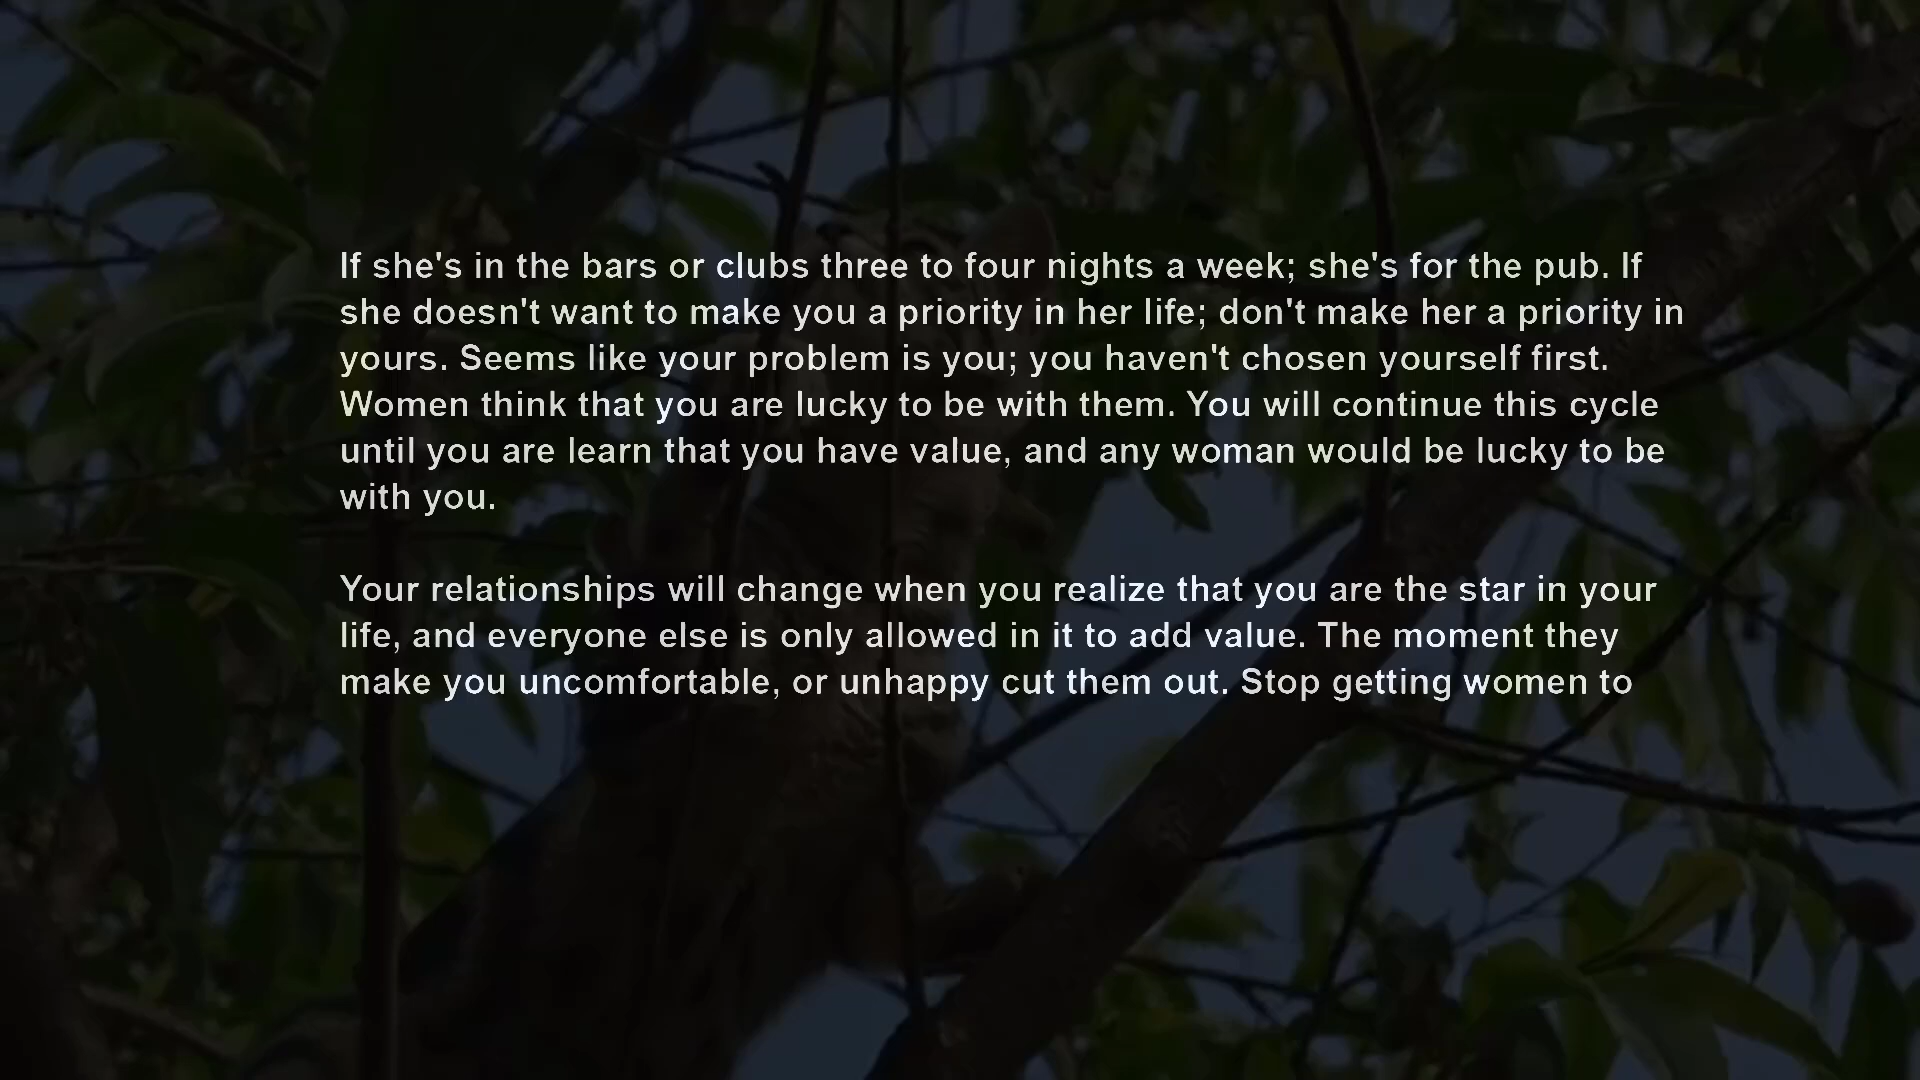 If she's in the bars or clubs three to four nights a week; she's for the pub. If
she doesn't want to make you a priority in her life; don't make her a priority in
yours. Seems like your problem is you; you haven't chosen yourself first.
Women think that you are lucky to be with them. You will continue this cycle
until you are learn that you have value, and any woman would be lucky to be
with you.
Your relationships will change when you realize that you are the star in your
life, and everyone else is only allowed in it to add value. The moment they
make you uncomfortable, or unhappy cut them out. Stop getting women to